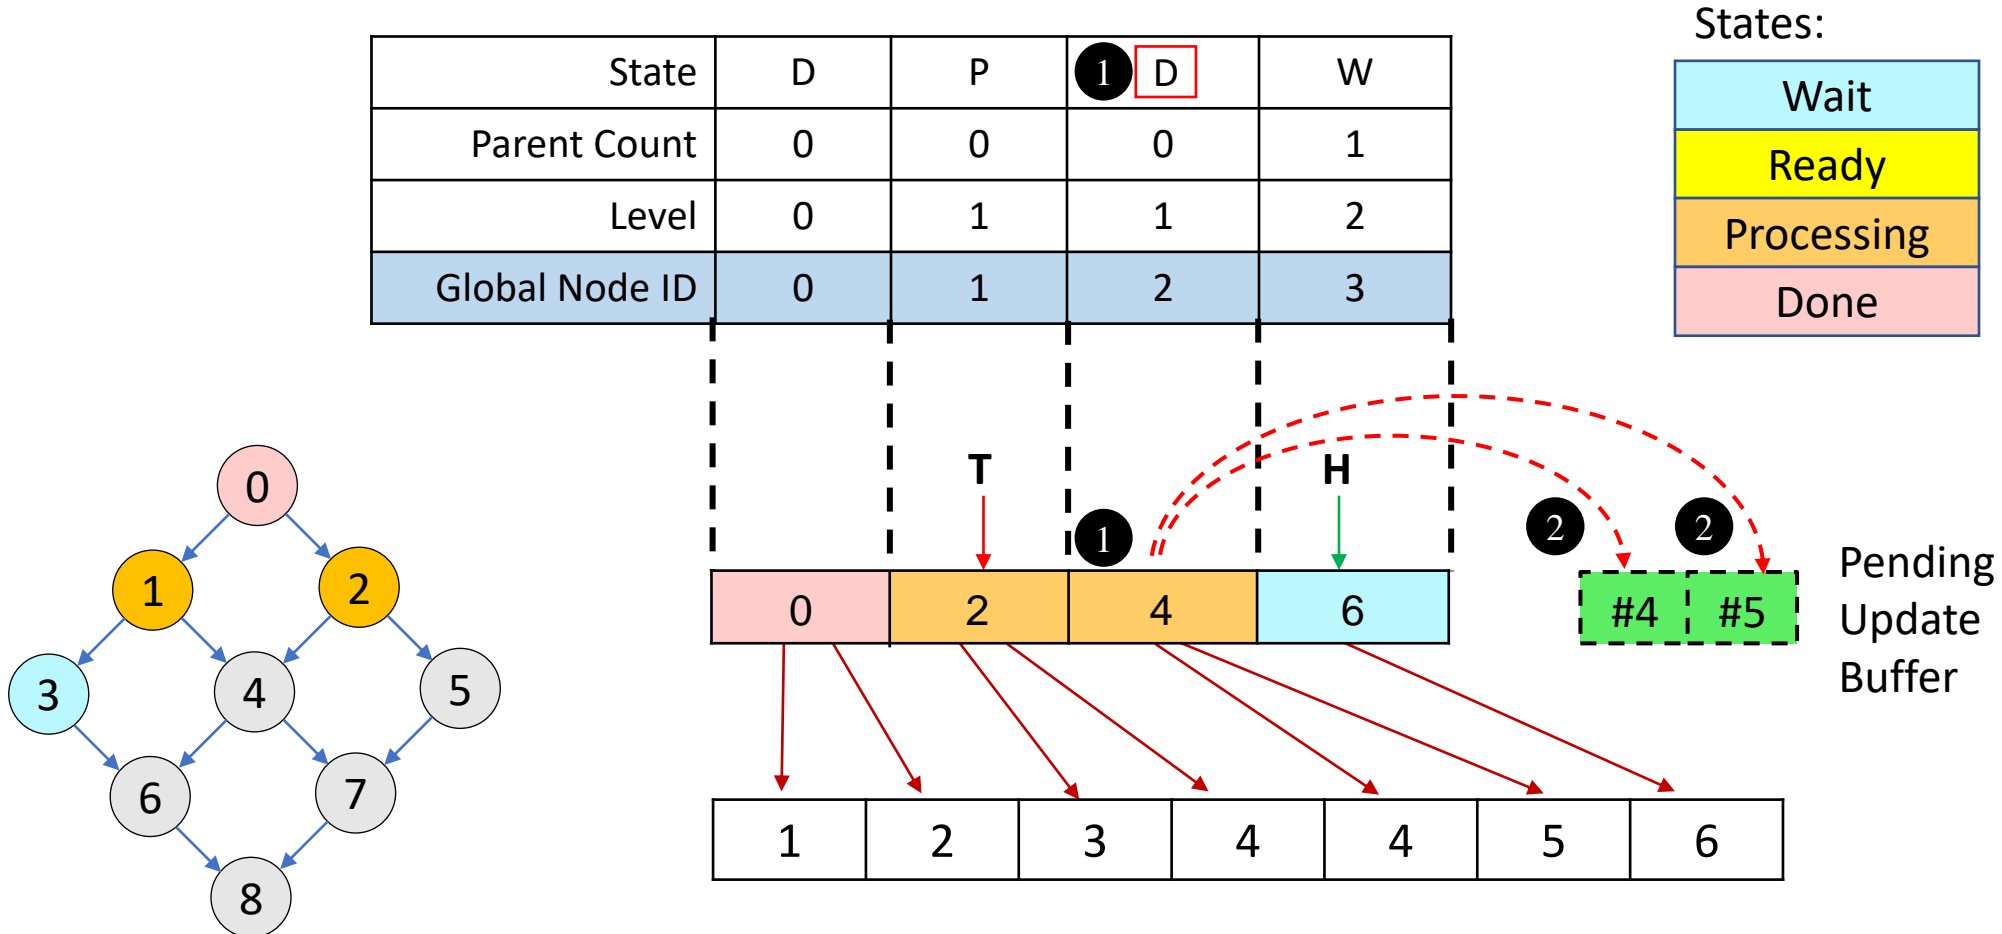 States:
State D P 1 D W
Parent Count 0 0 0 1
Level 0 1 1 2
Global Node ID 0 1 2 3
Wait
Ready
Processing
Done
T H
1 2 2
0 2 4 6
#4 #5
Pending
Update
Buffer
1 2 3 4 4 5 6
0
1 2
3 4 5
6 7
8